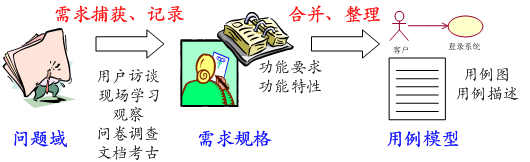 需求捕获、记录
合并、整理
用户访谈
现场学习
观察
问卷调查
文档考古
功能要求
功能特性
客户
登录系统
用例图
用例描述
问题域
需求规格
用例模型